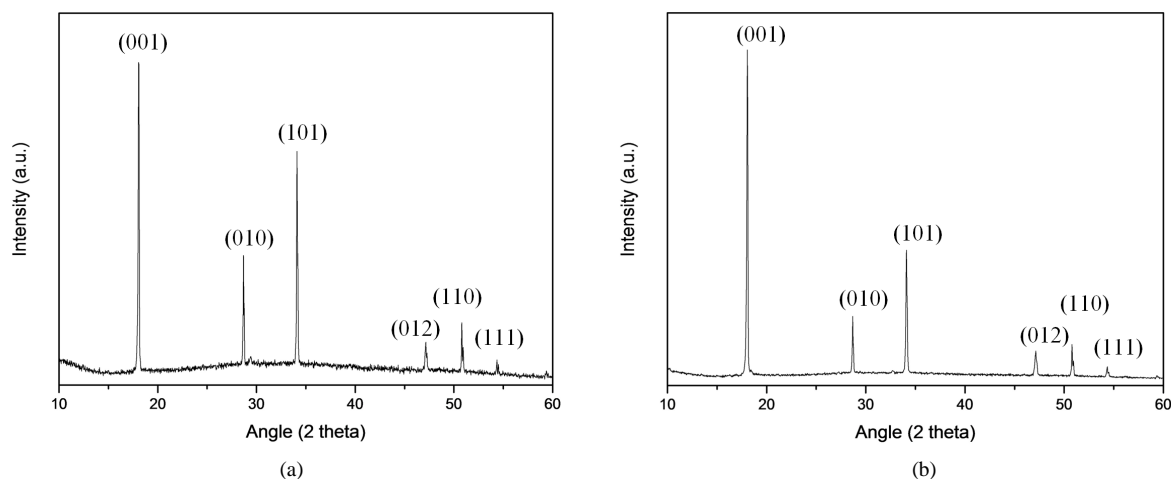 (001)
(101)
(010)
(110)
(012)
(111)
Intensity (a.u.)
10 20 30 40 50 60
Angle (2 theta)
(a)
(001)
(101)
(010)
(110)
(012)
(111)
Intensity (a.u.)
10 20 30 40 50 60
Angle (2 theta)
(b)